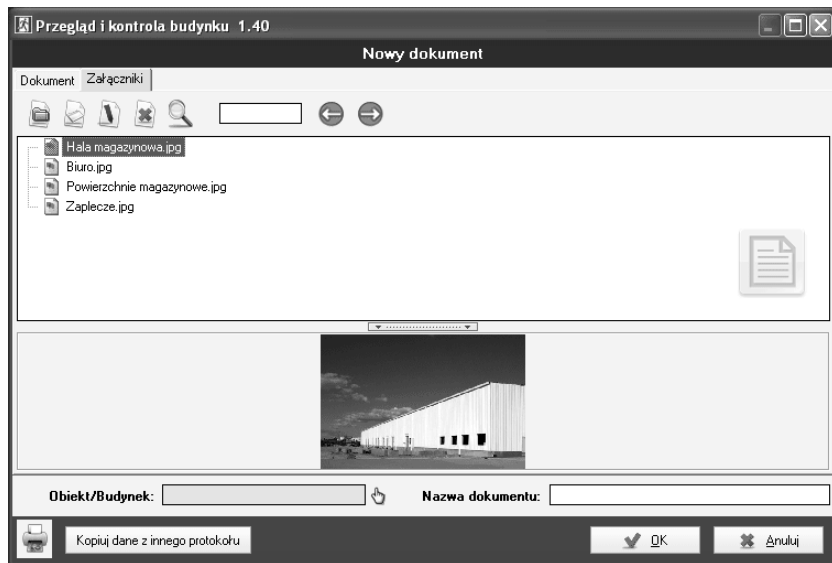 Przegląd i kontrola budynku 1.40
Nowy dokument
Dokument Załączniki
Hala magazynowa.jpg
Biuro.jpg
Powierzchnie magazynowe.jpg
Zaplecze.jpg
Obiekt/Budynek: Nazwa dokumentu:
Kopiuj dane z innego protokołu OK Anuluj